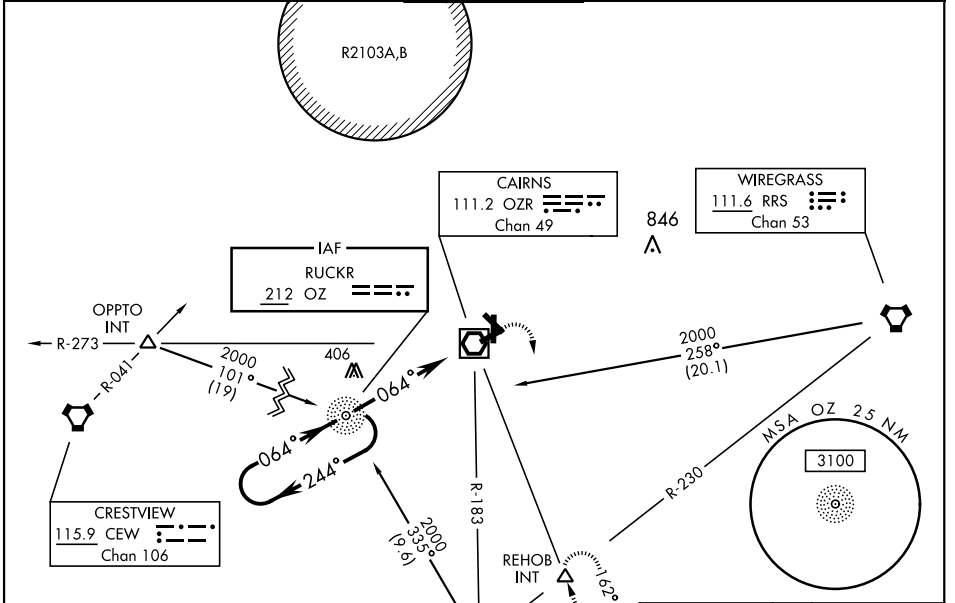 R2103A,B
CAIRNS
111.2 OZR
Chan 49
WIREGRASS
111.6 RRS
Chan 53
846
IAF
RUCKR
212 OZ
OPPTO
INT
R-273
R-041
2000
101°
(19)
406
064°
064°
244°
2000
258°
(20.1)
R-230
MSA OZ 25 NM
3100
CRESTVIEW
115.9 CEW
Chan 106
2000
335°
(9.6)
R-183
REHOB
INT
162°